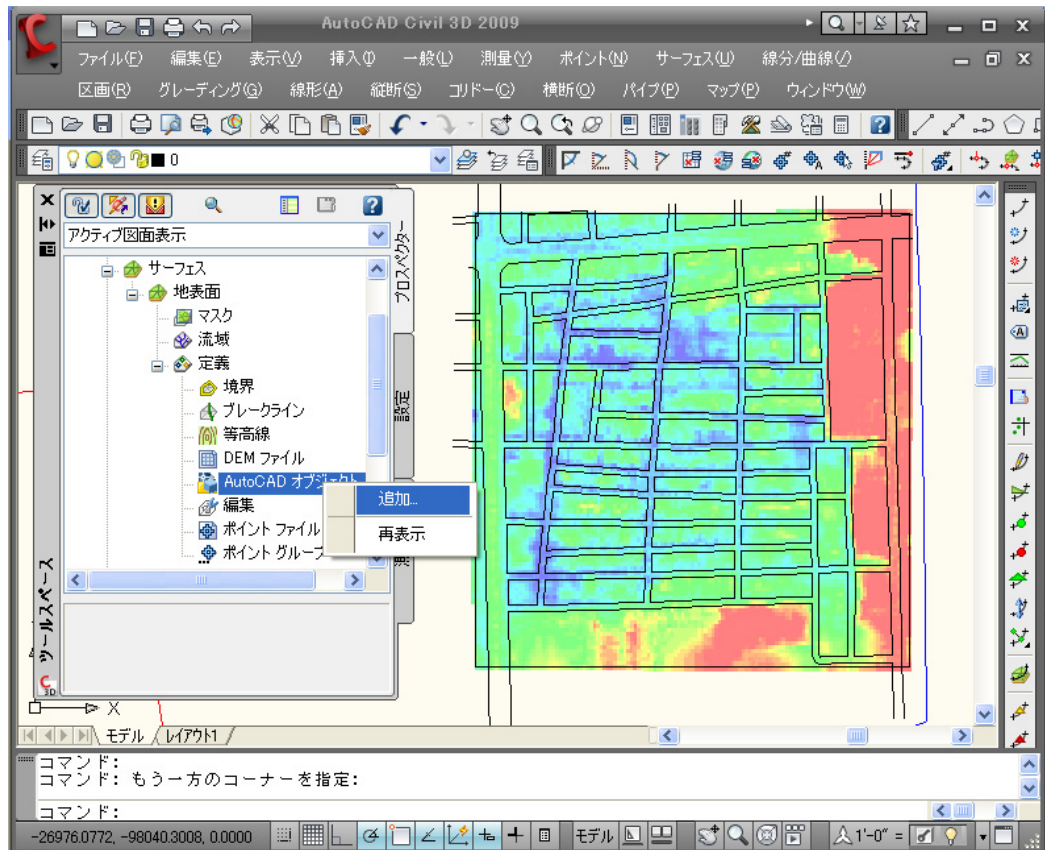 AutoCAD Civil 3D 2009
ファイル(F) 編集(E) 表示(V) 挿入(I) 一般(L) 測量(Y) ポイント(N) サーフェス(U) 線分/曲線(/)
区画(R) グレーディング(G) 線形(A) 縦断(S) コリドー(C) 横断(O) パイプ(P) マップ(P) ウィンドウ(W)
0
アクティブ図面表示
プロスペクター
サーフェス
地表面
マスク
流域
定義
境界
ブレークライン
設定
等高線
DEM ファイル
AutoCAD オブジェクト
追加...
編集
再表示
ポイント ファイル
ポイント グループ
ツールスペース
3D
X
モデル レイアウト1
コマンド:
コマンド: もう一方のコーナーを指定:
コマンド:
-26976.0772, -98040.3008, 0.0000 モデル 1'-0" =